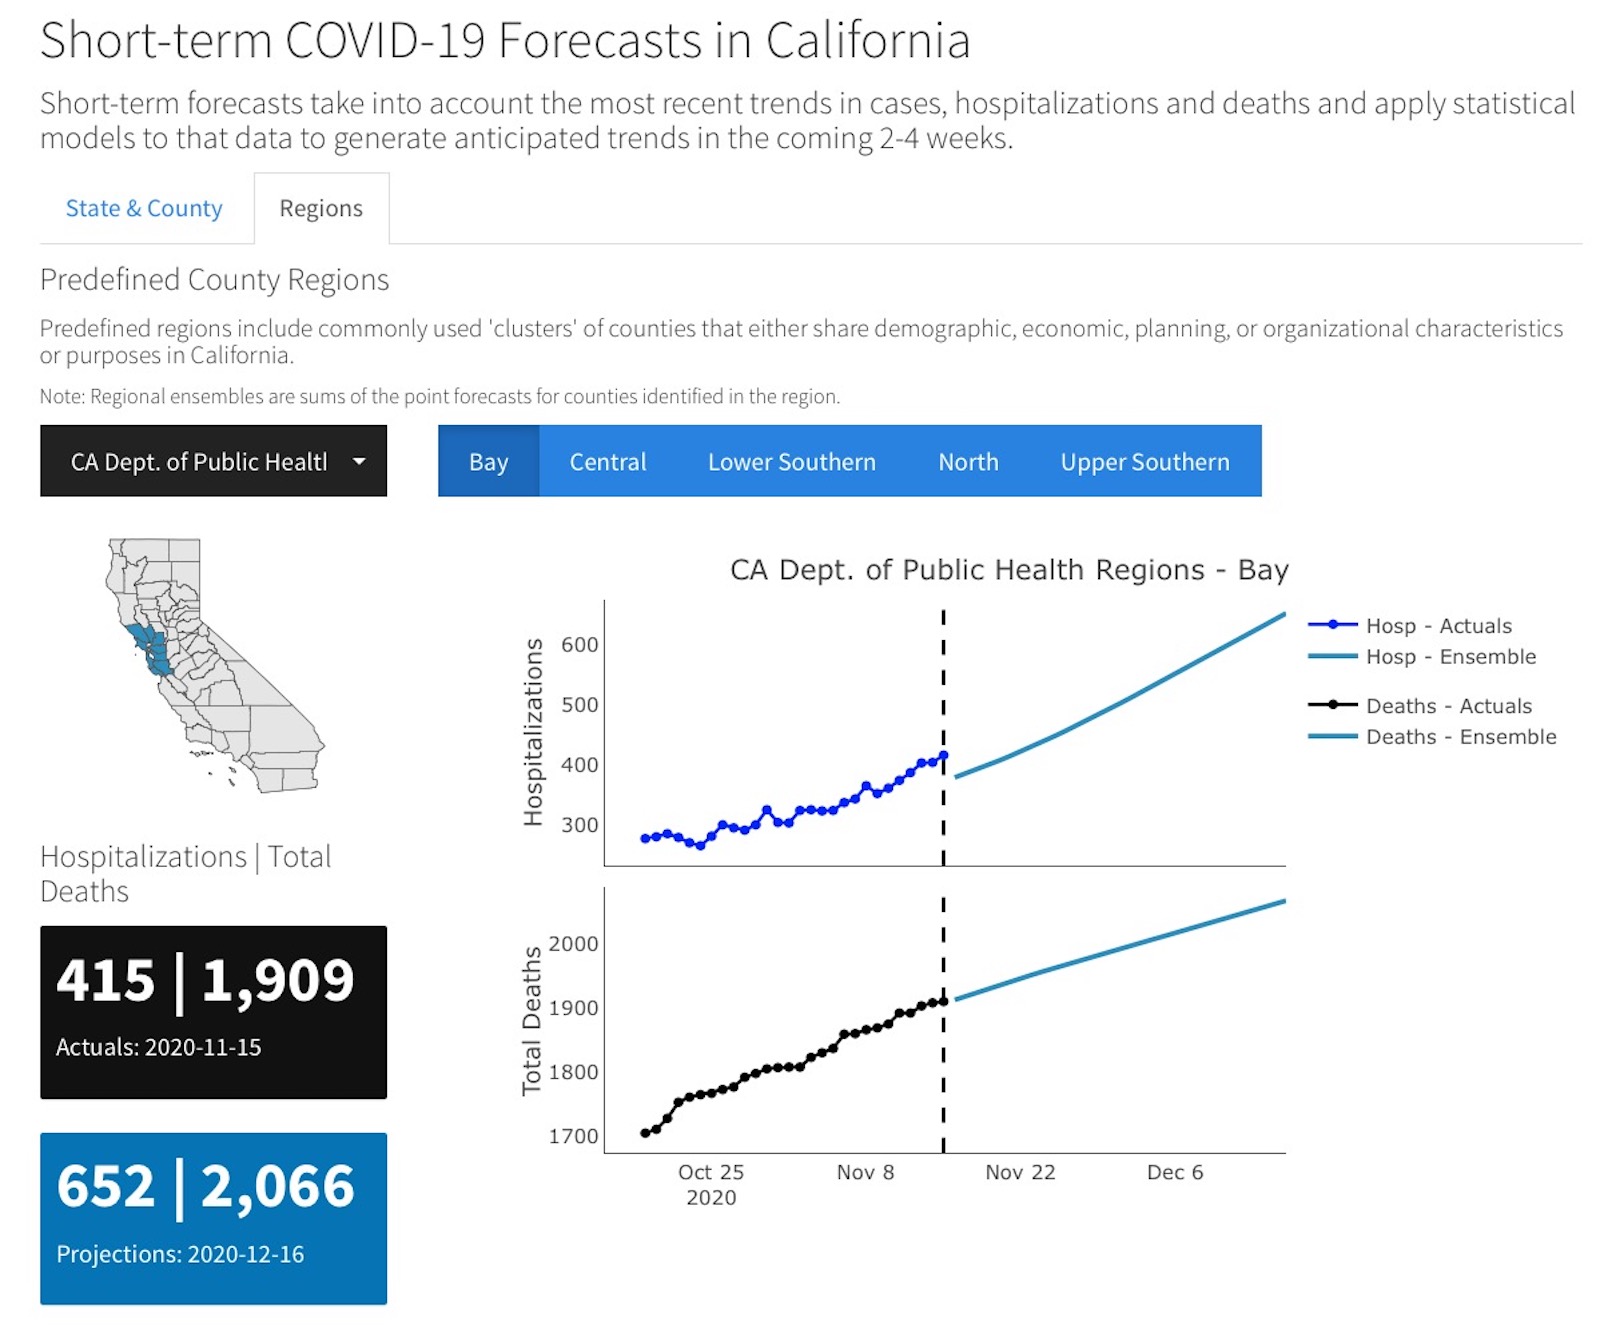 Short-term COVID-19 Forecasts in California
Short-term forecasts take into account the most recent trends in cases, hospitalizations and deaths and apply statistical
models to that data to generate anticipated trends in the coming 2-4 weeks.
State & County
Regions
Predefined County Regions
Predefined regions include commonly used 'clusters' of counties that either share demographic, economic, planning, or organizational characteristics
or purposes in California.
Note: Regional ensembles are sums of the point forecasts for counties identified in the region.
CA Dept. of Public Healtl
Bay
Central
Lower Southern
North
Upper Southern
CA Dept. of Public Health Regions - Bay
Hospitalizations
600
500
400
300
Hosp - Actuals
Hosp - Ensemble
Deaths - Actuals
Deaths - Ensemble
Hospitalizations | Total
Deaths
415 | 1,909
Actuals: 2020-11-15
652 | 2,066
Projections: 2020-12-16
Total Deaths
2000
1900
1800
1700
Oct 25
2020
Nov 8
Nov 22
Dec 6